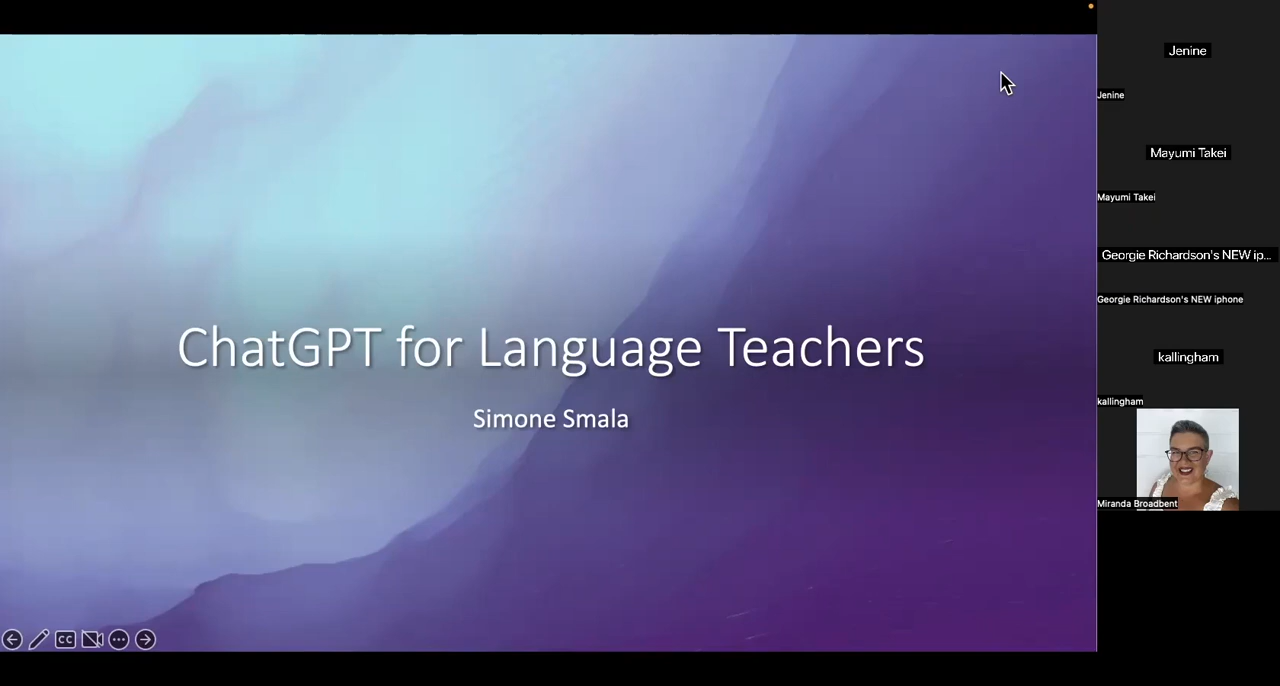 ChatGPT for Language Teachers
Simone Smala
CC
Jenine
Jenine
Mayumi Takei
Mayumi Takei
Georgie Richardson's NEW ip...
Georgie Richardson's NEW iphone
kallingham
kallingham
Miranda Broadbent